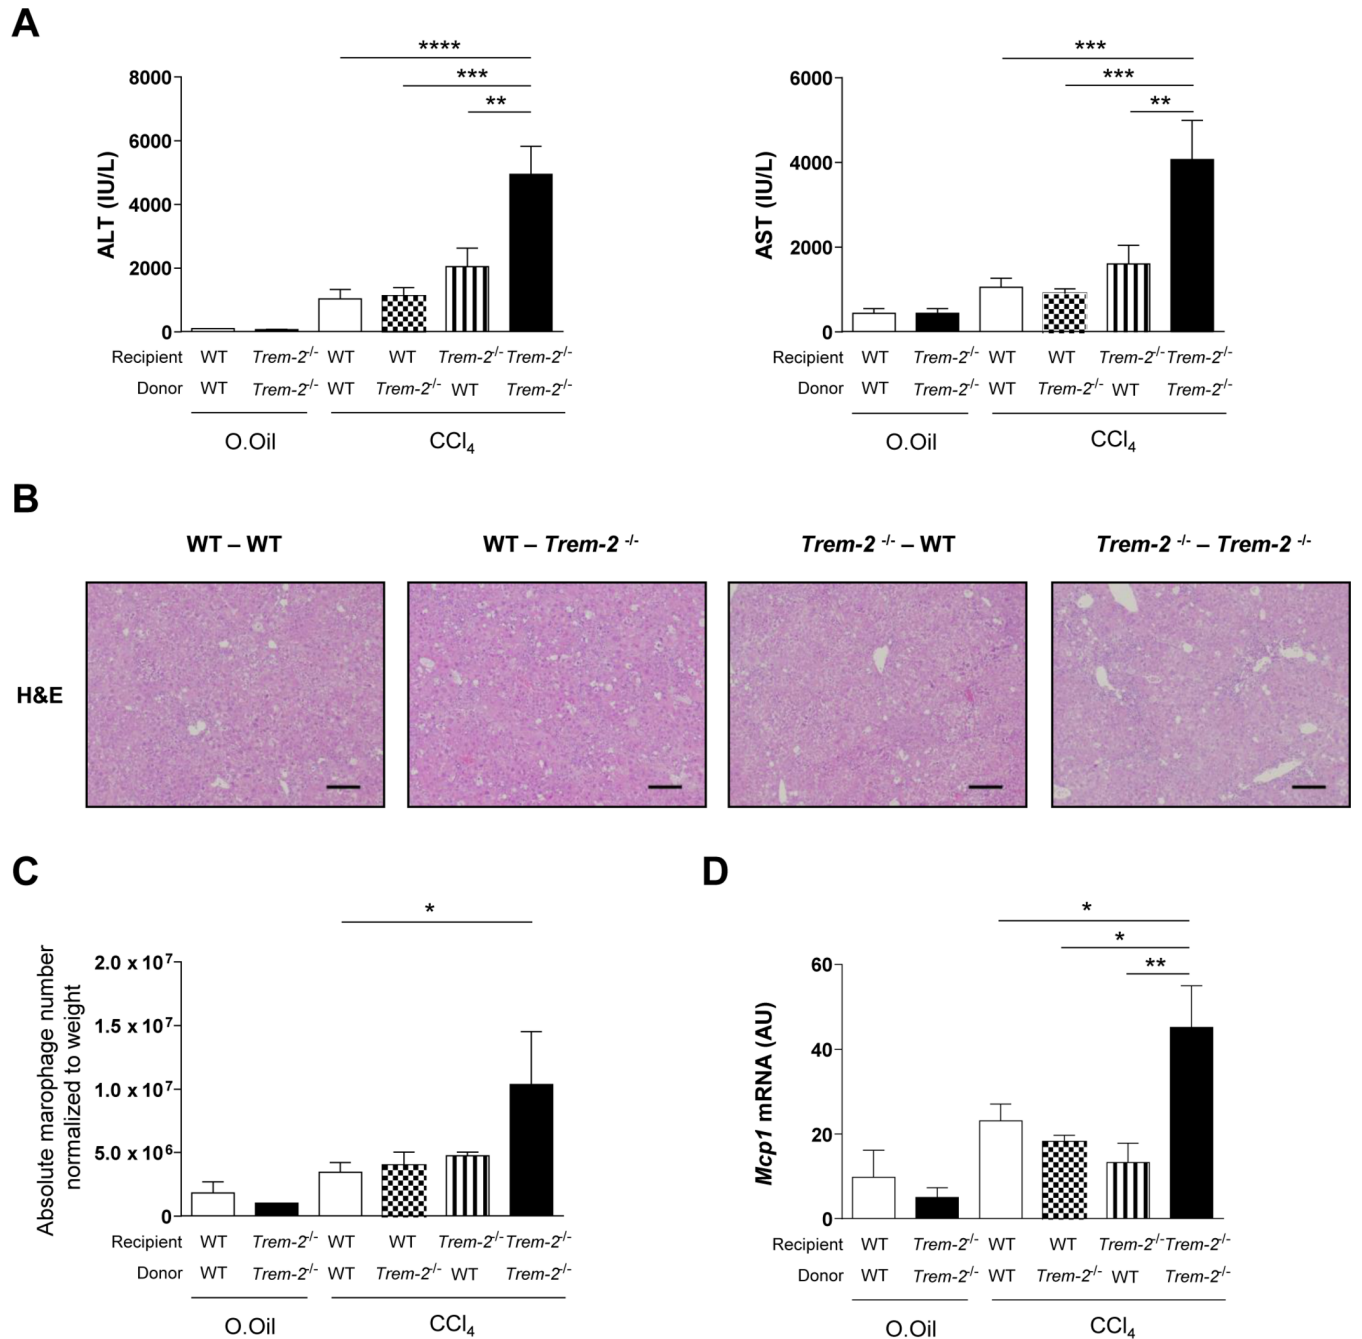 A
****
***
**
8000
6000
4000
2000
0
ALT (IU/L)
Recipient WT Trem-2-/- WT WT Trem-2-/- Trem-2-/-
Donor WT Trem-2-/- WT Trem-2-/- WT Trem-2-/-
O.Oil CCl4
***
***
**
6000
4000
2000
0
AST (IU/L)
Recipient WT Trem-2-/- WT WT Trem-2-/- Trem-2-/-
Donor WT Trem-2-/- WT Trem-2-/- WT Trem-2-/-
O.Oil CCl4
B
WT – WT WT – Trem-2 -/- Trem-2 -/- – WT Trem-2 -/- – Trem-2 -/-
H&E
C
*
2.0 x 10^7
1.5 x 10^7
1.0 x 10^7
5.0 x 10^6
0
Absolute marophage number
normalized to weight
Recipient WT Trem-2-/- WT WT Trem-2-/- Trem-2-/-
Donor WT Trem-2-/- WT Trem-2-/- WT Trem-2-/-
O.Oil CCl4
D
*
*
**
60
40
20
0
Mcp1 mRNA (AU)
Recipient WT Trem-2-/- WT WT Trem-2-/- Trem-2-/-
Donor WT Trem-2-/- WT Trem-2-/- WT Trem-2-/-
O.Oil CCl4